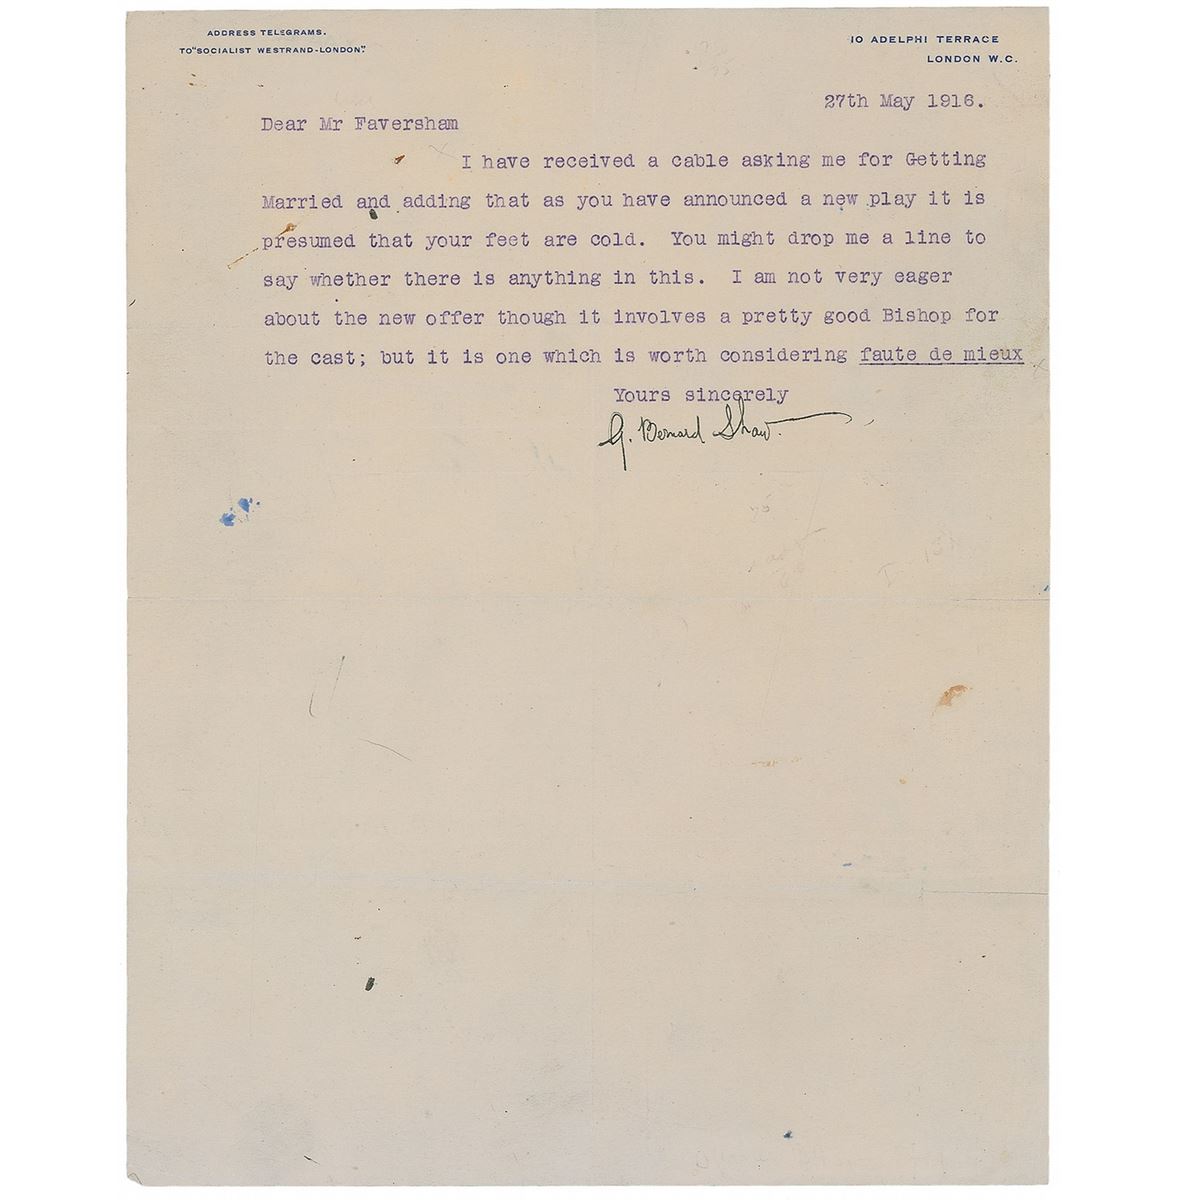 ADDRESS TELEGRAMS.
TO "SOCIALIST WESTRAND-LONDON".
10 ADELPHI TERRACE
LONDON W.C.
27th May 1916.
Dear Mr Faversham
I have received a cable asking me for Getting
Married and adding that as you have announced a new play it is
presumed that your feet are cold. You might drop me a line to
say whether there is anything in this. I am not very eager
about the new offer though it involves a pretty good Bishop for
the cast; but it is one which is worth considering faute de mieux
Yours sincerely
G. Bernard Shaw.